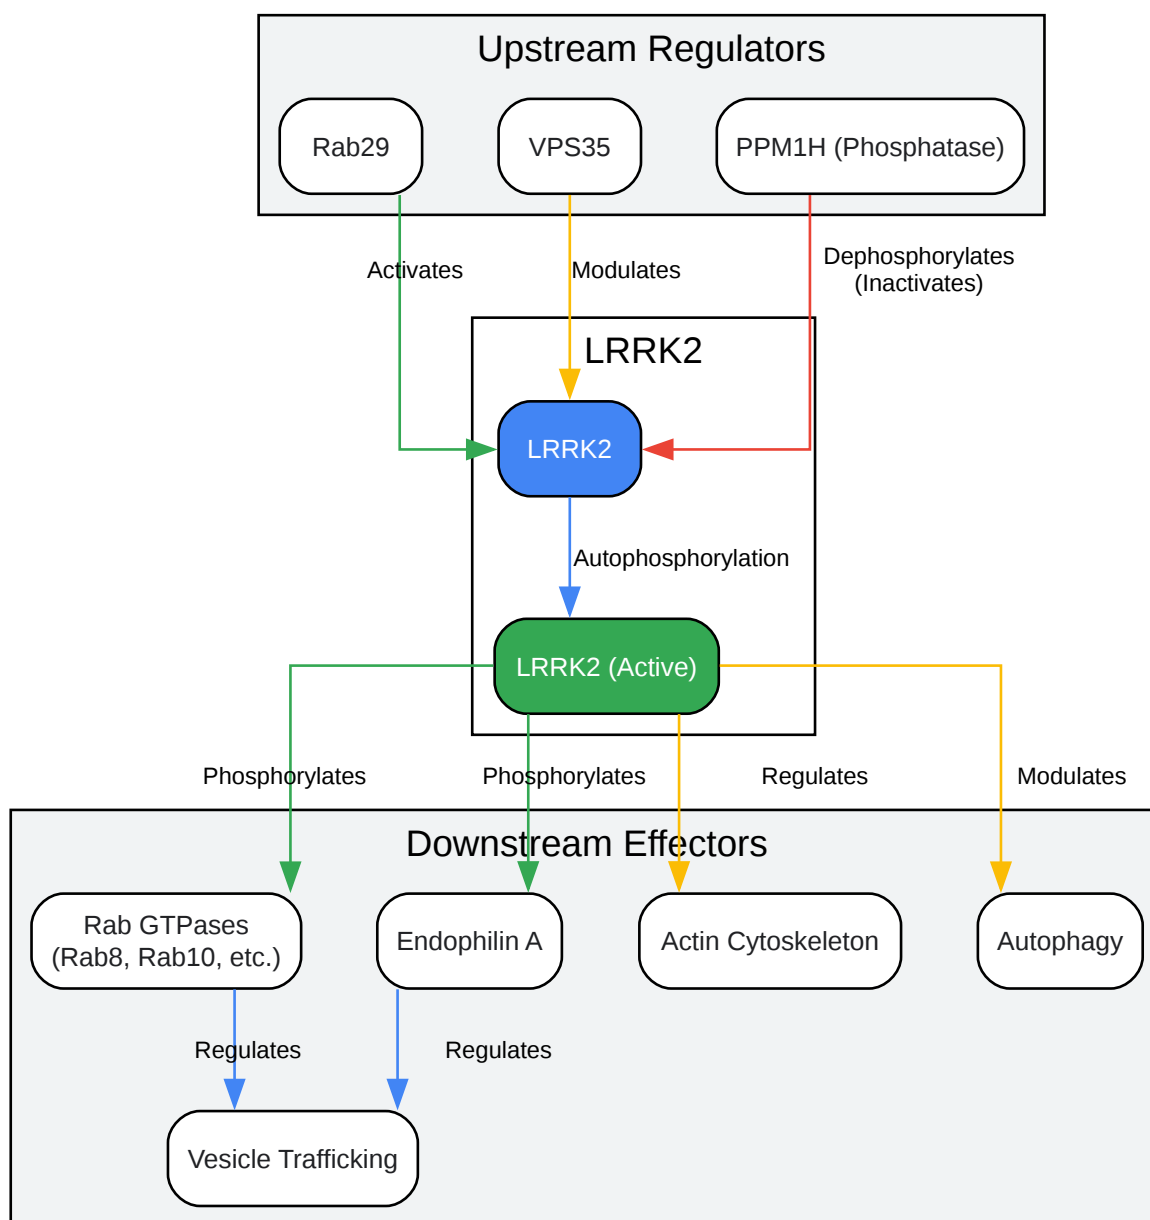 Upstream Regulators
Rab29
VPS35
PPM1H (Phosphatase)
Activates
Modulates
Dephosphorylates
(Inactivates)
LRRK2
LRRK2
Autophosphorylation
LRRK2 (Active)
Phosphorylates
Phosphorylates
Regulates
Modulates
Downstream Effectors
Rab GTPases
(Rab8, Rab10, etc.)
Endophilin A
Actin Cytoskeleton
Autophagy
Regulates
Regulates
Vesicle Trafficking